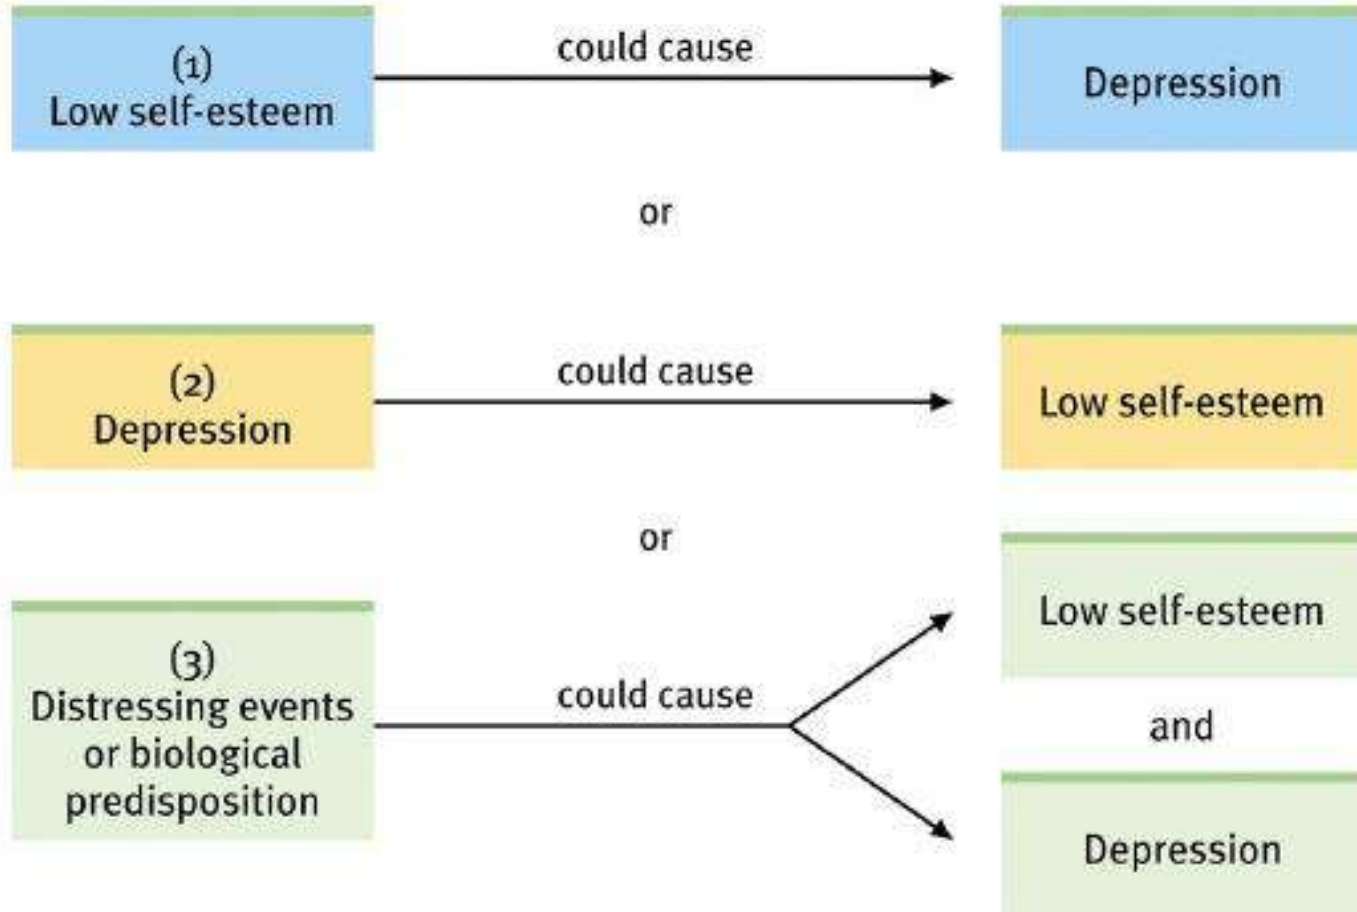 (1)
Low self-esteem
could cause
Depression
or
(2)
Depression
could cause
Low self-esteem
or
(3)
Distressing events
or biological
predisposition
could cause
Low self-esteem
and
Depression